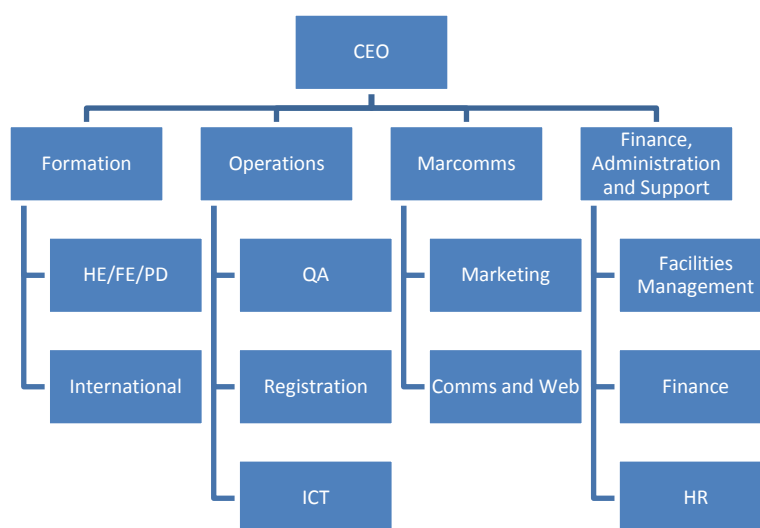 CEO
Formation
Operations
Marcomms
Finance,
Administration
and Support
HE/FE/PD
QA
Marketing
Facilities
Management
International
Registration
Comms and Web
Finance
ICT
HR